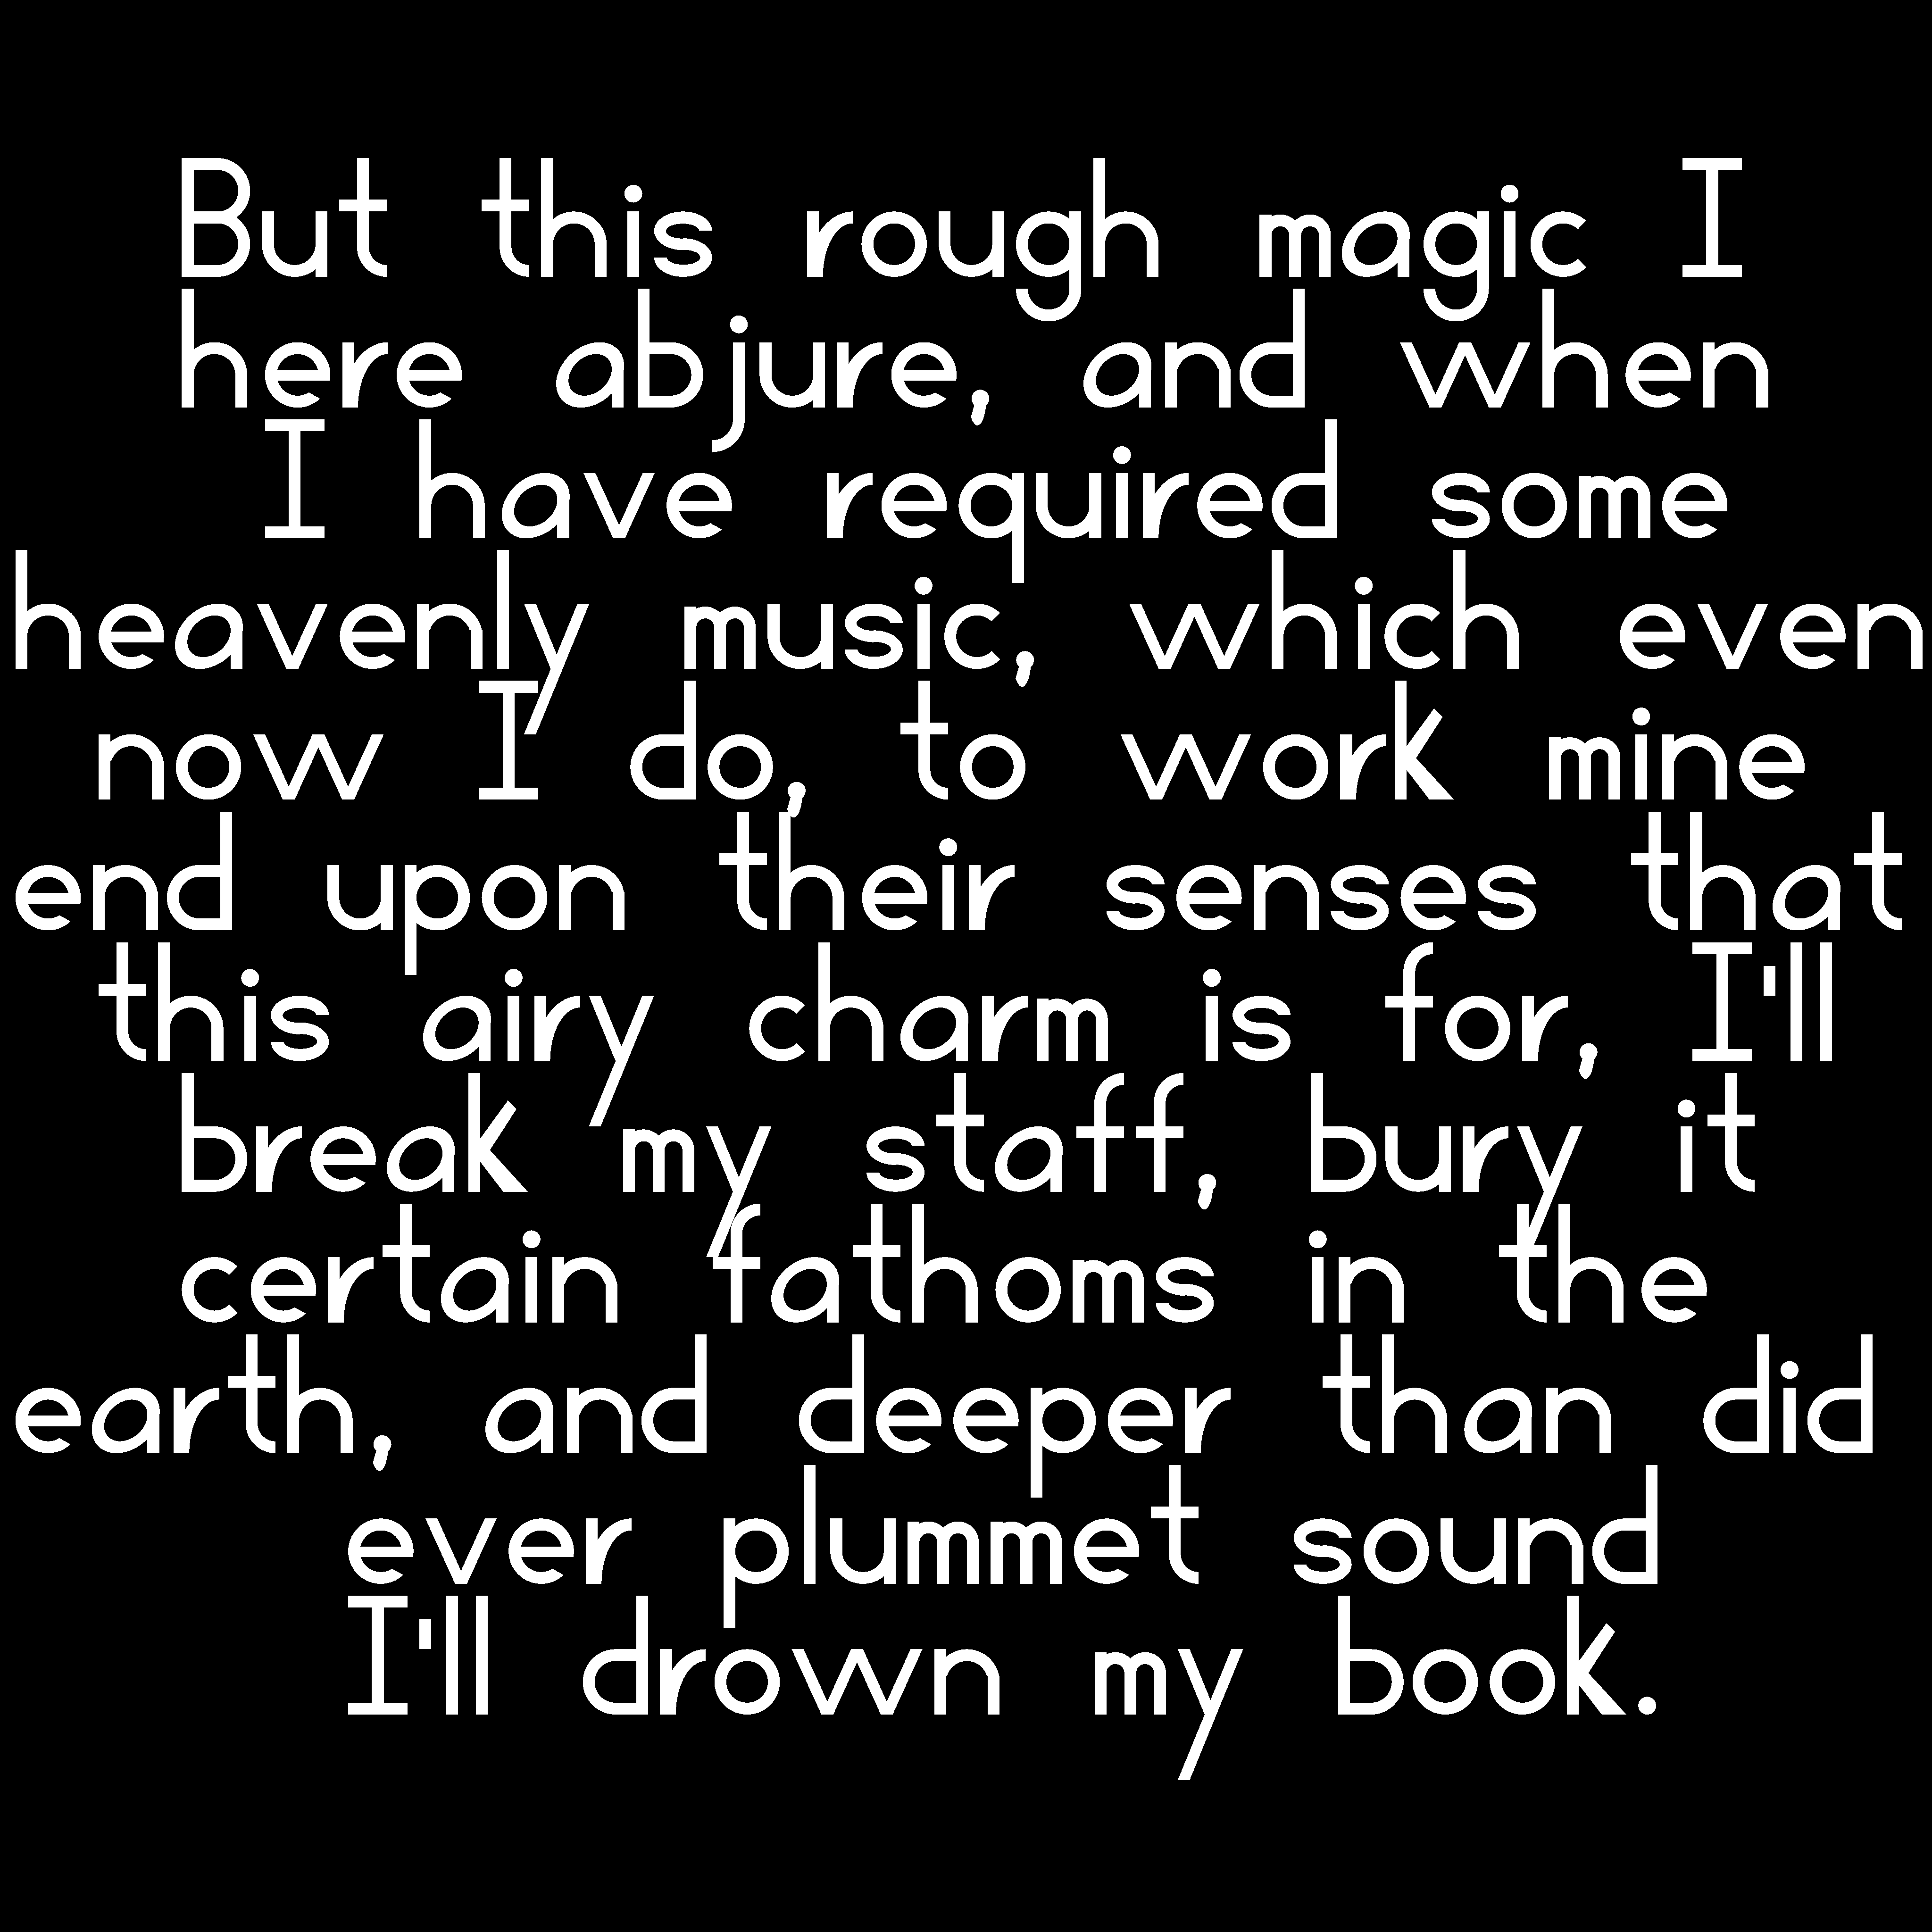 But this rough magic I
here abjure, and when
I have required some
heavenly music, which even
now I do, to work mine
end upon their senses that
this airy charm is for, I'll
break my staff, bury it
certain fathoms in the
earth, and deeper than did
ever plummet sound
I'll drown my book.